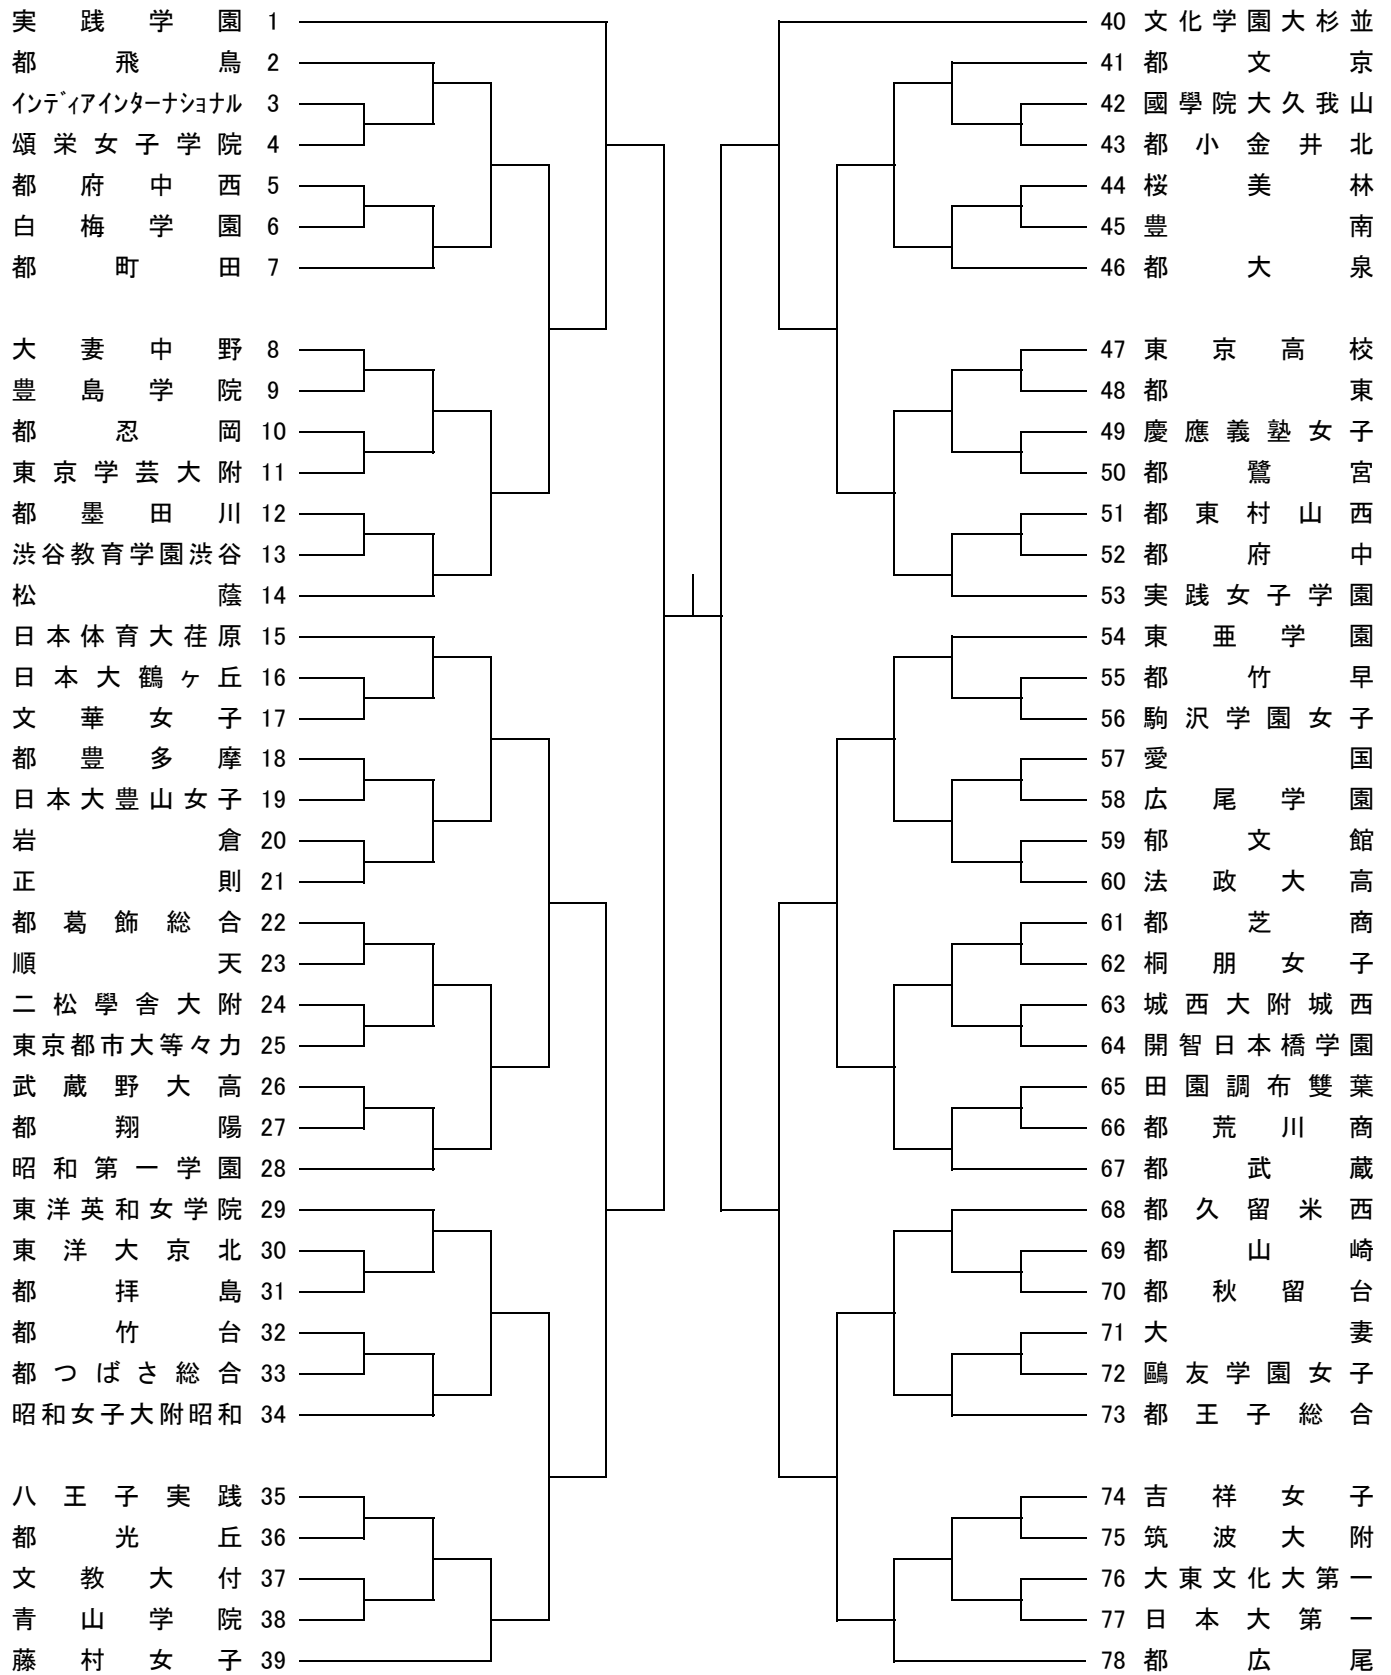 実践学園 1
都飛鳥 2
インディアインターナショナル 3
頌栄女子学院 4
都府中西 5
白梅学園 6
都町田 7
大妻中野 8
豊島学院 9
都忍岡 10
東京学芸大附 11
都墨田川 12
渋谷教育学園渋谷 13
松蔭 14
日本体育大荏原 15
日本大鶴ヶ丘 16
文華女子 17
都豊多摩 18
日本大豊山女子 19
岩倉 20
正則 21
都葛飾総合 22
順天 23
二松學舎大附 24
東京都市大等々力 25
武蔵野大高 26
都翔陽 27
昭和第一学園 28
東洋英和女学院 29
東洋大京北 30
都拝島 31
都竹台 32
都つばさ総合 33
昭和女子大附昭和 34
八王子実践 35
都光丘 36
文教大付 37
青山学院 38
藤村女子 39
40 文化学園大杉並
41 都文京
42 國學院大久我山
43 都小金井北
44 桜美林
45 豊南
46 都大泉
47 東京高校
48 都東
49 慶應義塾女子
50 都鷺宮
51 都東村山西
52 都府中
53 実践女子学園
54 東亜学園
55 都竹早
56 駒沢学園女子
57 愛国
58 広尾学園
59 郁文館
60 法政大高
61 都芝商
62 桐朋女子
63 城西大附城西
64 開智日本橋学園
65 田園調布雙葉
66 都荒川商
67 都武蔵
68 都久留米西
69 都山崎
70 都秋留台
71 大妻
72 鷗友学園女子
73 都王子総合
74 吉祥女子
75 筑波大附
76 大東文化大第一
77 日本大第一
78 都広尾